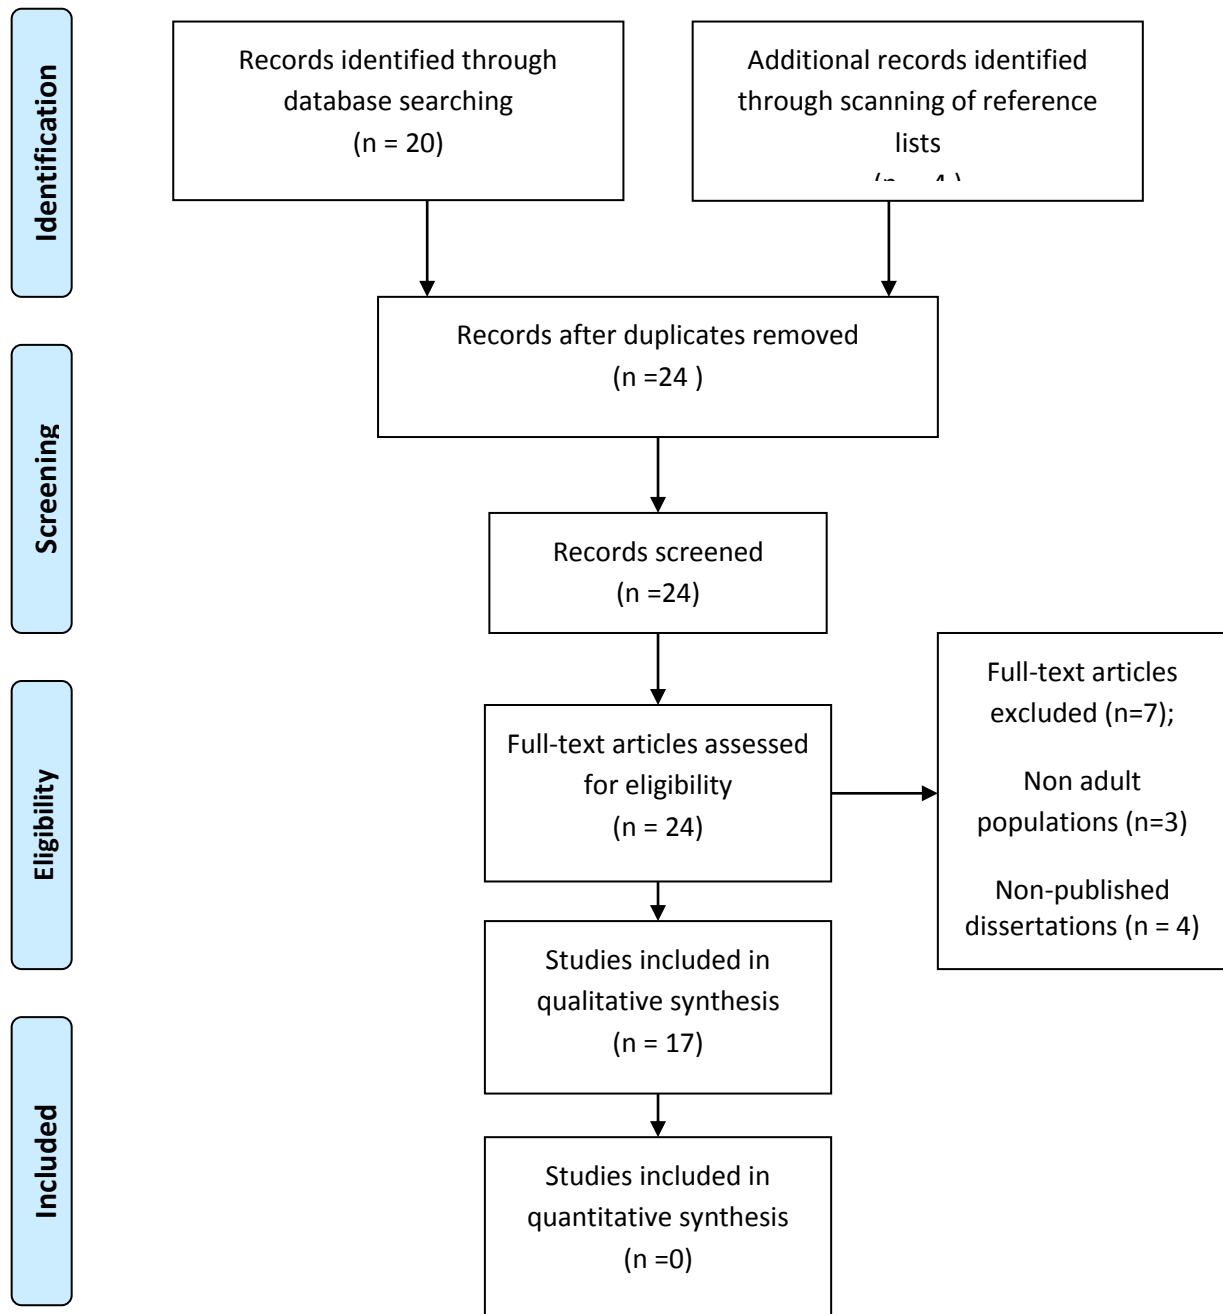 Identification
Records identified through
database searching
(n = 20)
Additional records identified
through scanning of reference
lists
Records after duplicates removed
(n =24 )
Screening
Records screened
(n =24)
Eligibility
Full-text articles assessed
for eligibility
(n = 24)
Full-text articles
excluded (n=7);
Non adult
populations (n=3)
Non-published
dissertations (n = 4)
Studies included in
qualitative synthesis
(n = 17)
Included
Studies included in
quantitative synthesis
(n =0)